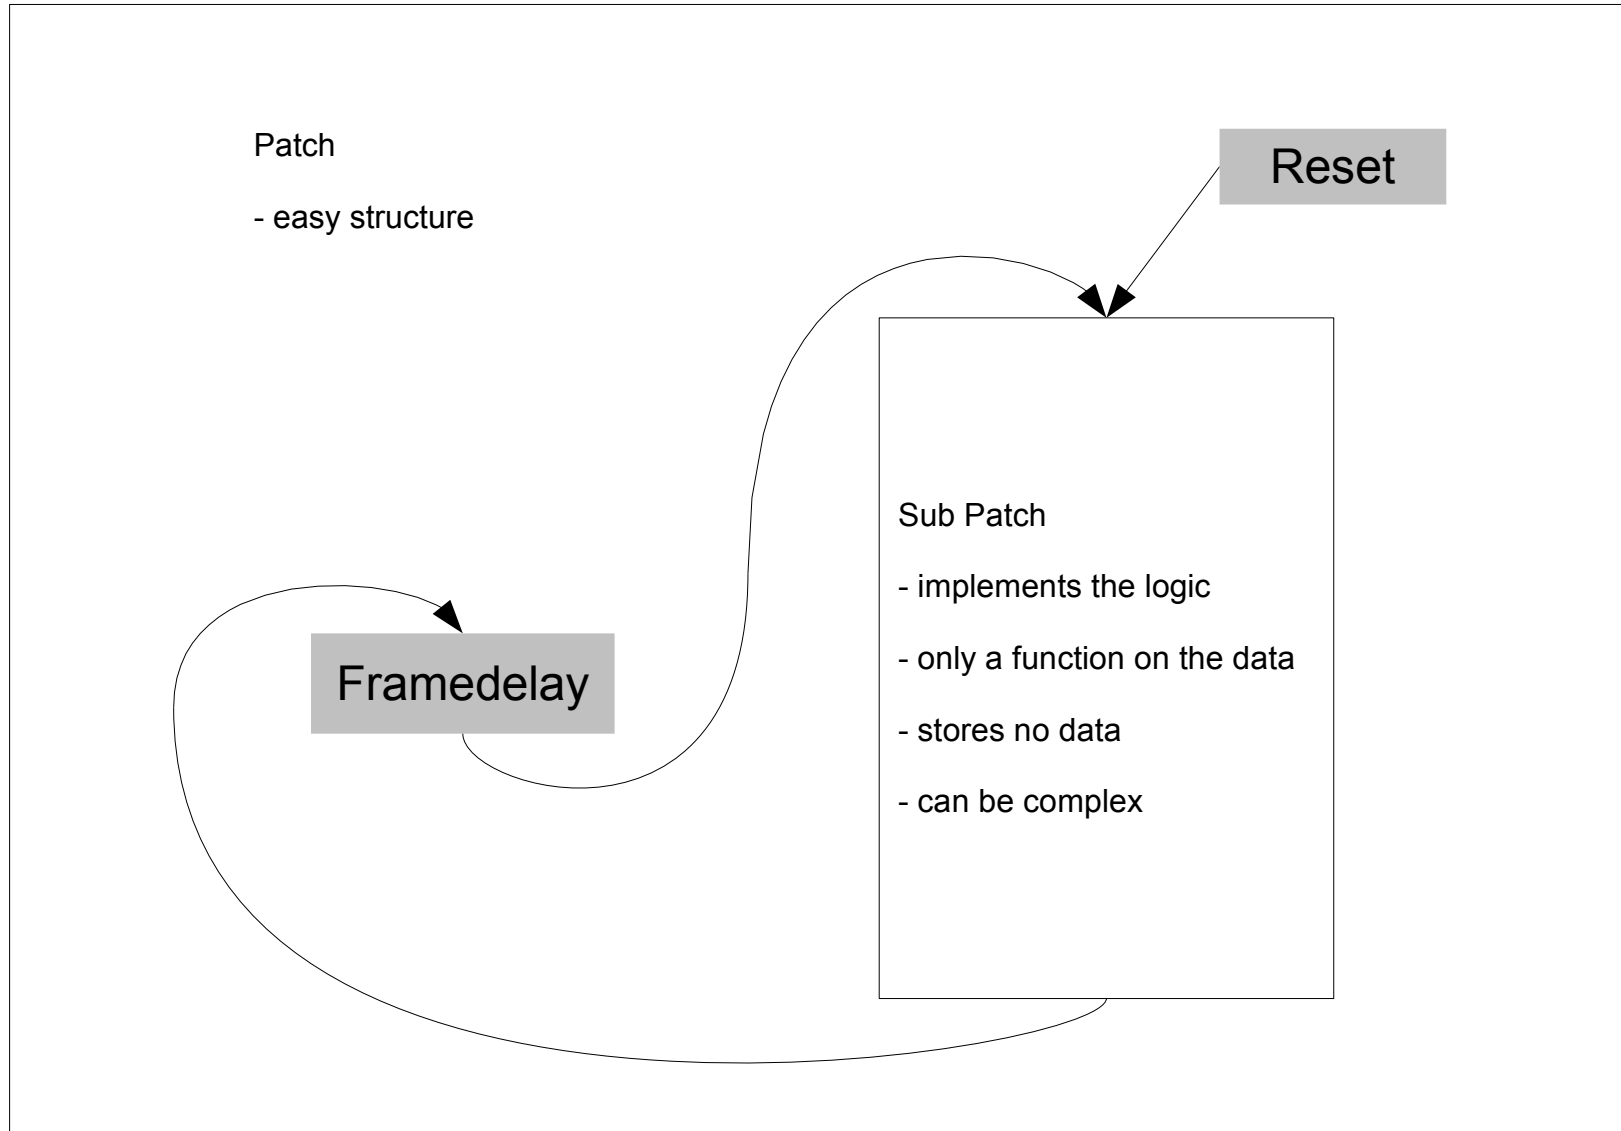 Patch
- easy structure
Reset
Sub Patch
- implements the logic
- only a function on the data
- stores no data
- can be complex
Framedelay